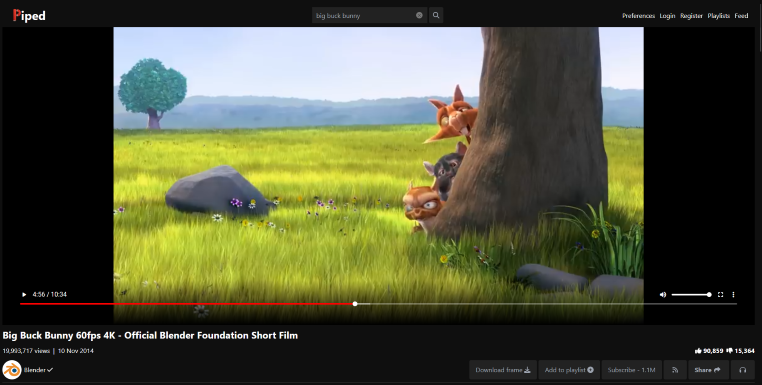 Piped
big buck bunny
Preferences Login Register Playlists Feed
4:56 / 10:34
Big Buck Bunny 60fps 4K - Official Blender Foundation Short Film
19,993,717 views | 10 Nov 2014
90,859 15,364
Blender
Download frame
Add to playlist
Subscribe - 1.1M
Share